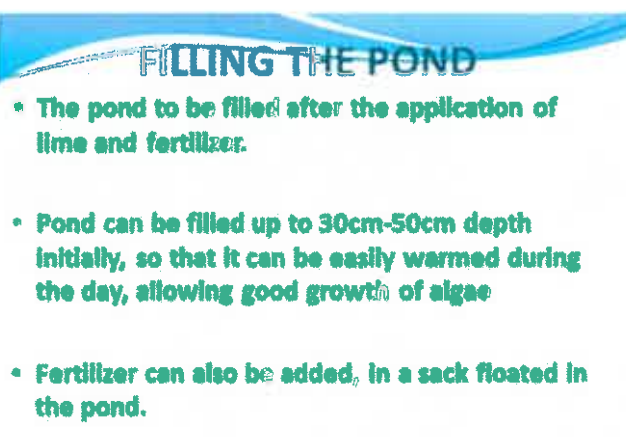 FILLING THE POND
• The pond to be filled after the application of
lime and fertilizer.
• Pond can be filled up to 30cm-50cm depth
initially, so that it can be easily warmed during
the day, allowing good growth of algae
• Fertilizer can also be added, in a sack floated in
the pond.